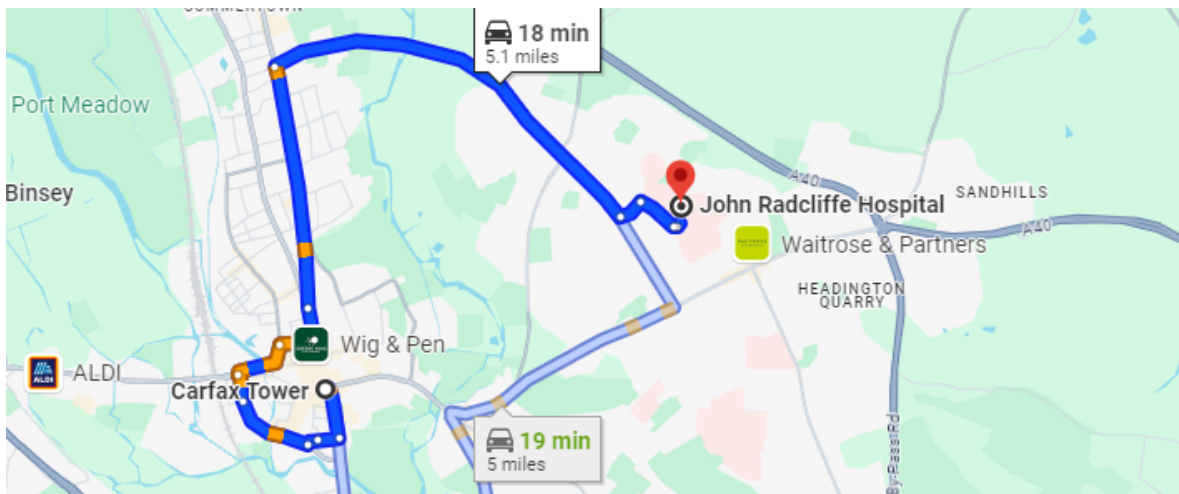 SUMMERTOWN
18 min
5.1 miles
Port Meadow
Binsey
A40
John Radcliffe Hospital
SANDHILLS
A40
Waitrose & Partners
HEADINGTON
QUARRY
Wig & Pen
ALDI
ALDI
Carfax Tower
19 min
5 miles
By-Pass Rd